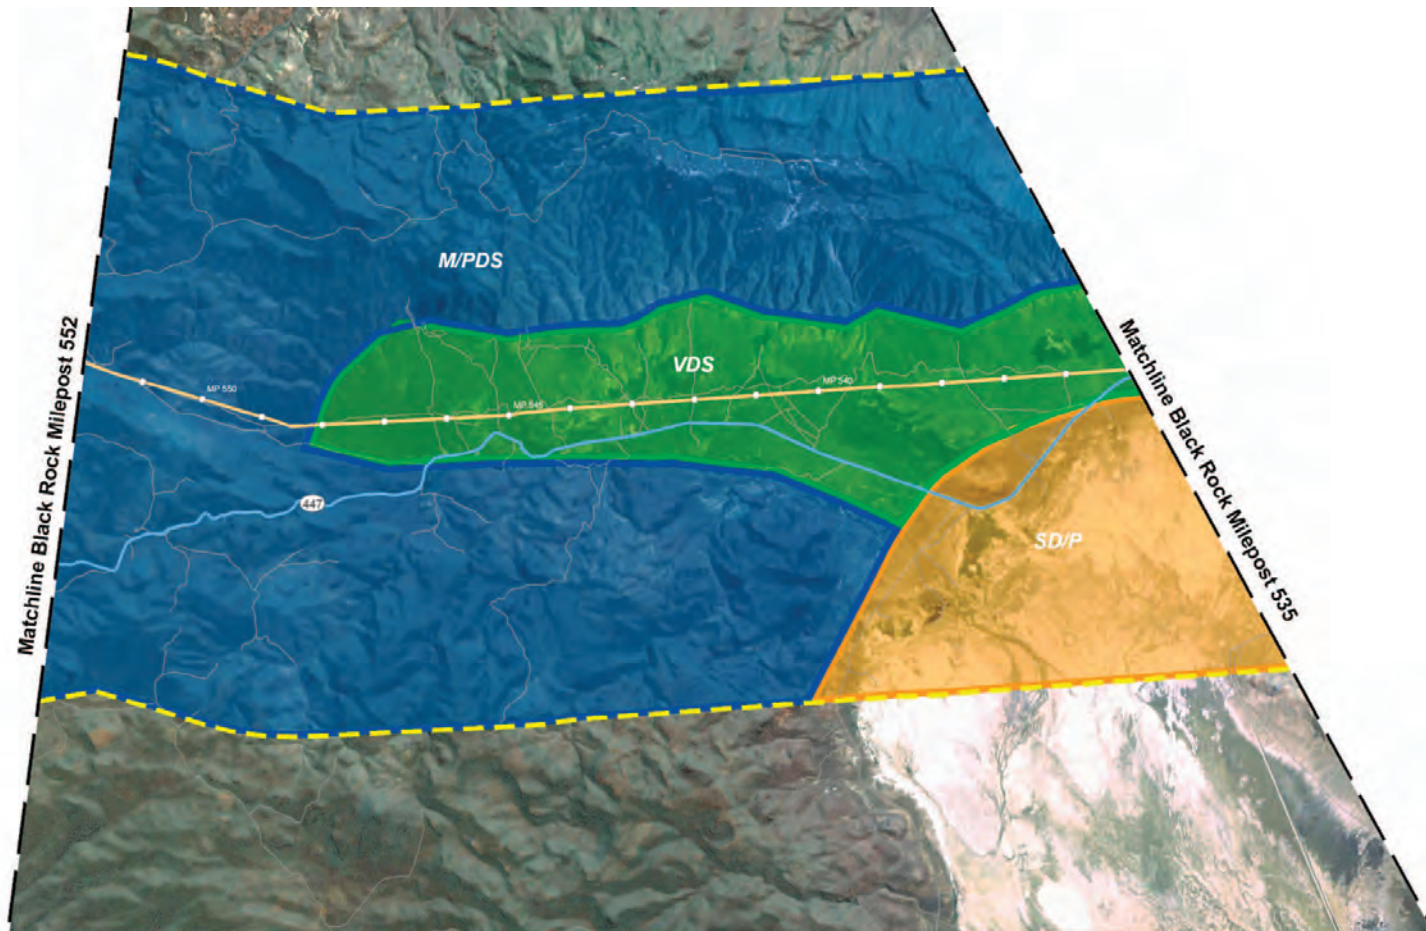 M/PDS
Matchline Black Rock Milepost 552
Matchline Black Rock Milepost 535
VDS
MP 550
MP 545
MP 540
447
SD/P